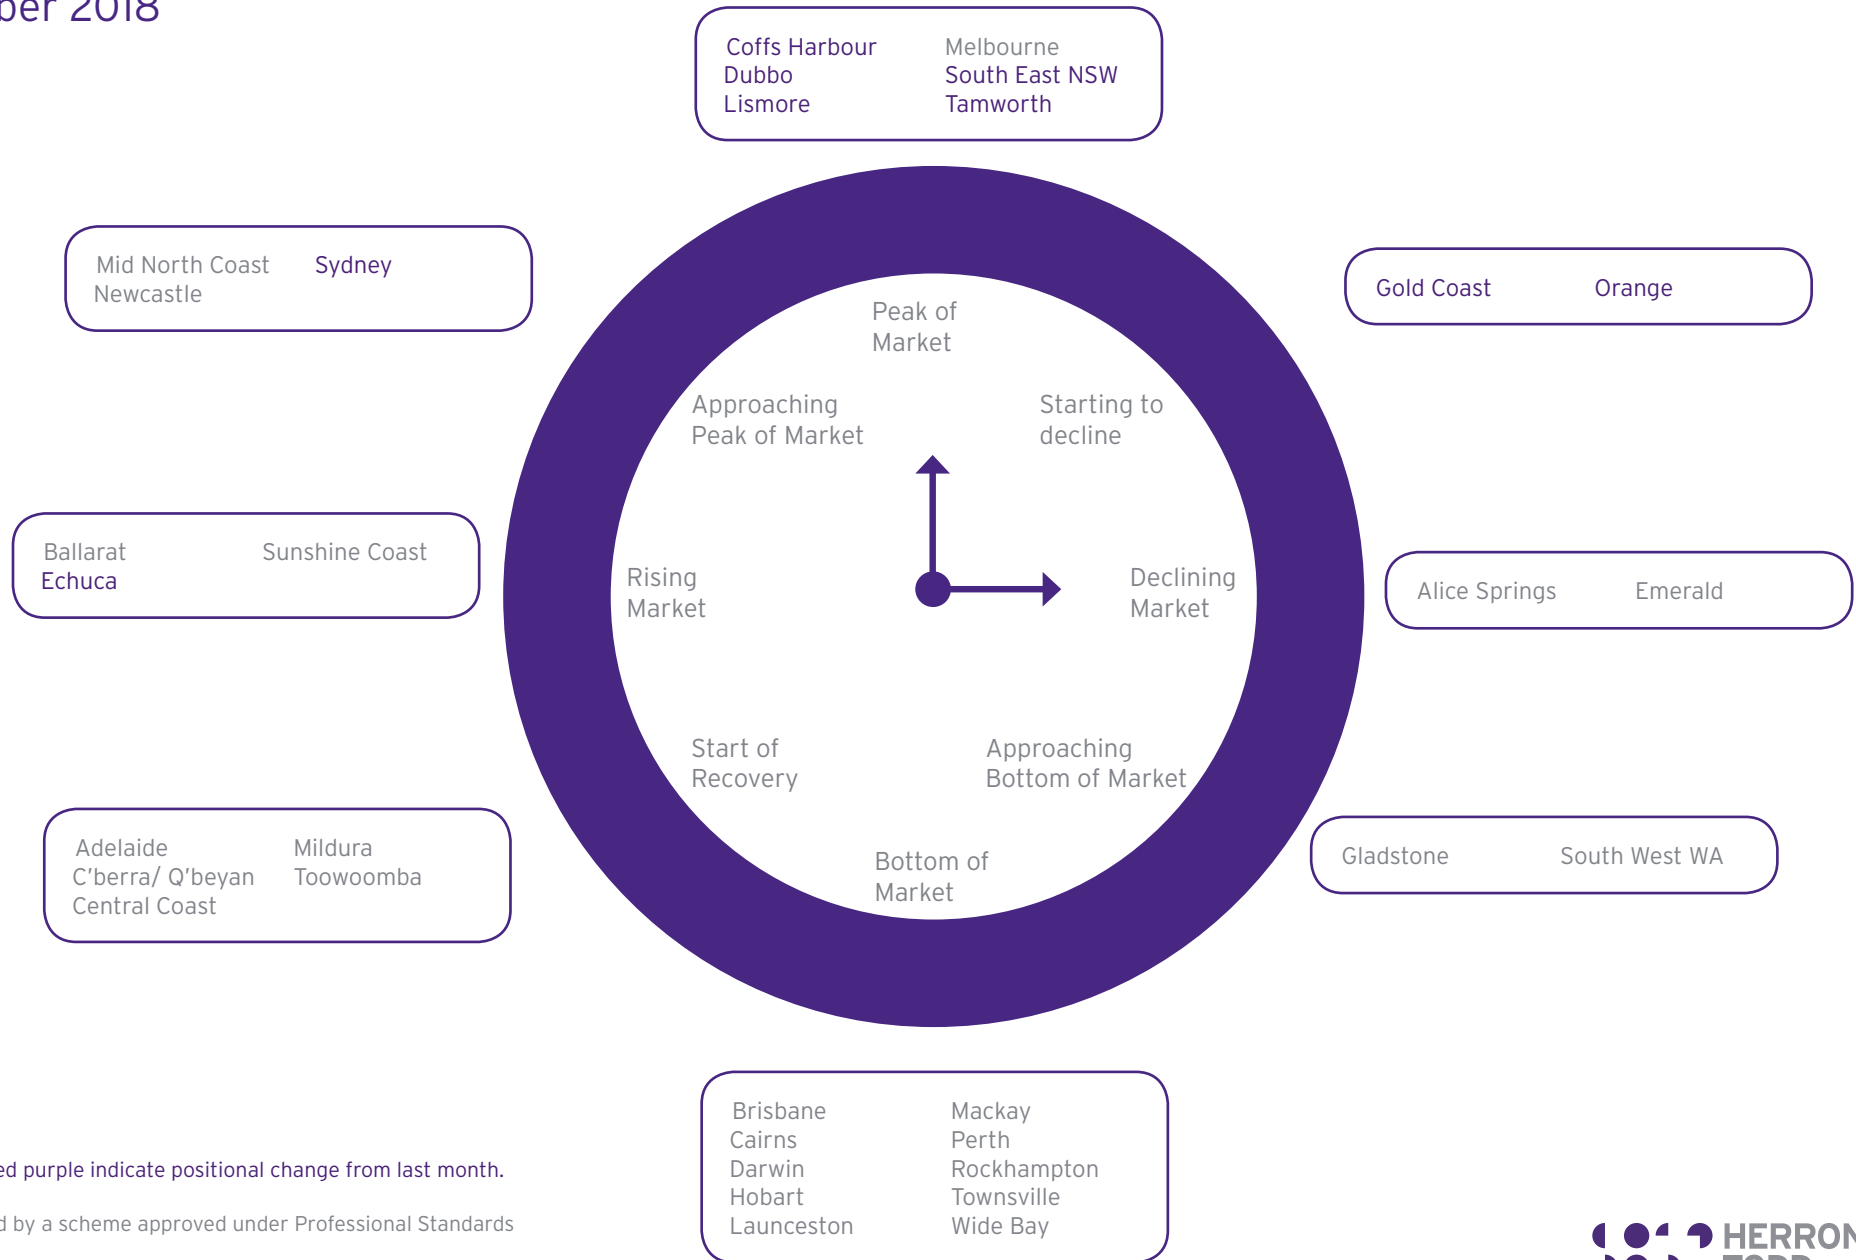 2018
Coffs Harbour Melbourne
Dubbo South East NSW
Lismore Tamworth
Mid North Coast Sydney
Newcastle
Gold Coast Orange
Peak of
Market
Approaching
Peak of Market
Starting to
decline
Ballarat Sunshine Coast
Echuca
Rising
Market
Declining
Market
Alice Springs Emerald
Start of
Recovery
Approaching
Bottom of Market
Adelaide Mildura
C'berra/ Q'beyan Toowoomba
Central Coast
Bottom of
Market
Gladstone South West WA
Brisbane Mackay
Cairns Perth
Darwin Rockhampton
Hobart Townsville
Launceston Wide Bay
purple indicate positional change from last month.
by a scheme approved under Professional Standards
HERRON